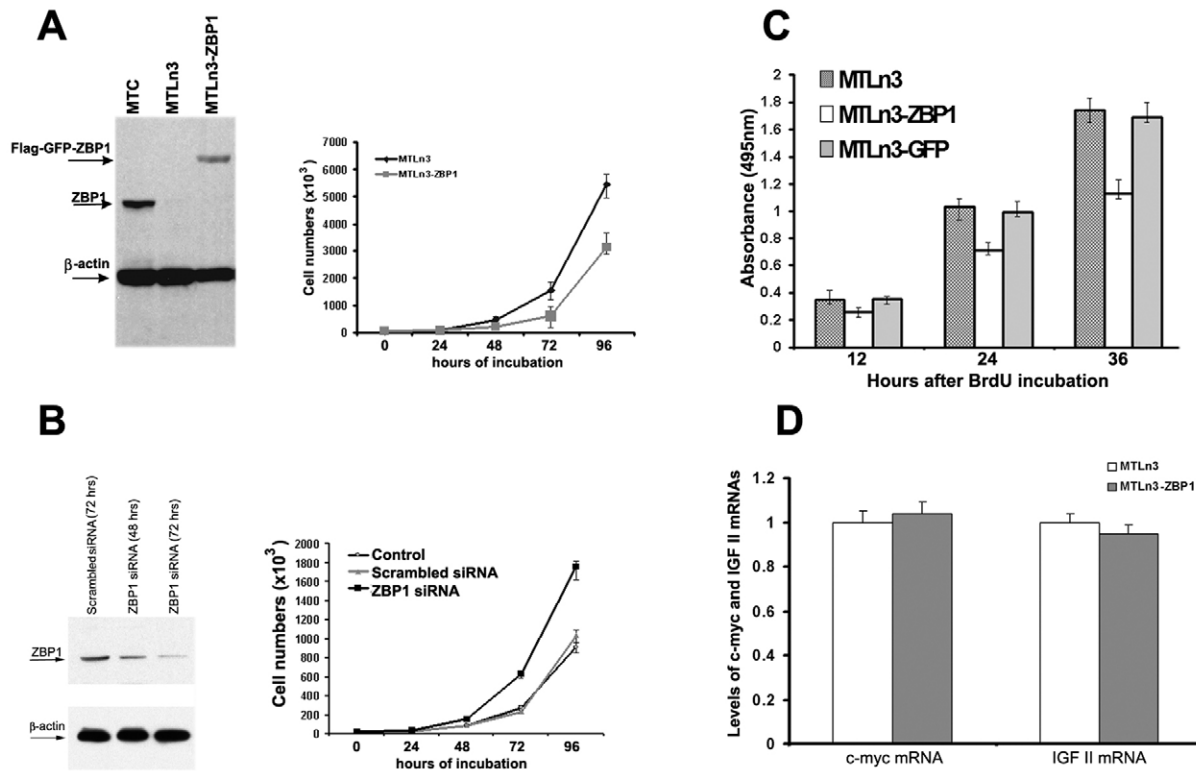 A
MTC
MTLn3
MTLn3-ZBP1
Flag-GFP-ZBP1
ZBP1
β-actin
Cell numbers (x10³)
7000
6000
5000
4000
3000
2000
1000
0
MTLn3
MTLn3-ZBP1
0 24 48 72 96
hours of incubation
B
Scrambled siRNA (72 hrs)
ZBP1 siRNA (48 hrs)
ZBP1 siRNA (72 hrs)
ZBP1
β-actin
Cell numbers (x10³)
2000
1800
1600
1400
1200
1000
800
600
400
200
0
Control
Scrambled siRNA
ZBP1 siRNA
0 24 48 72 96
hours of incubation
C
Absorbance (495nm)
2
1.8
1.6
1.4
1.2
1
0.8
0.6
0.4
0.2
0
MTLn3
MTLn3-ZBP1
MTLn3-GFP
12 24 36
Hours after BrdU incubation
D
Levels of c-myc and IGF II mRNAs
1.2
1
0.8
0.6
0.4
0.2
0
MTLn3
MTLn3-ZBP1
c-myc mRNA IGF II mRNA